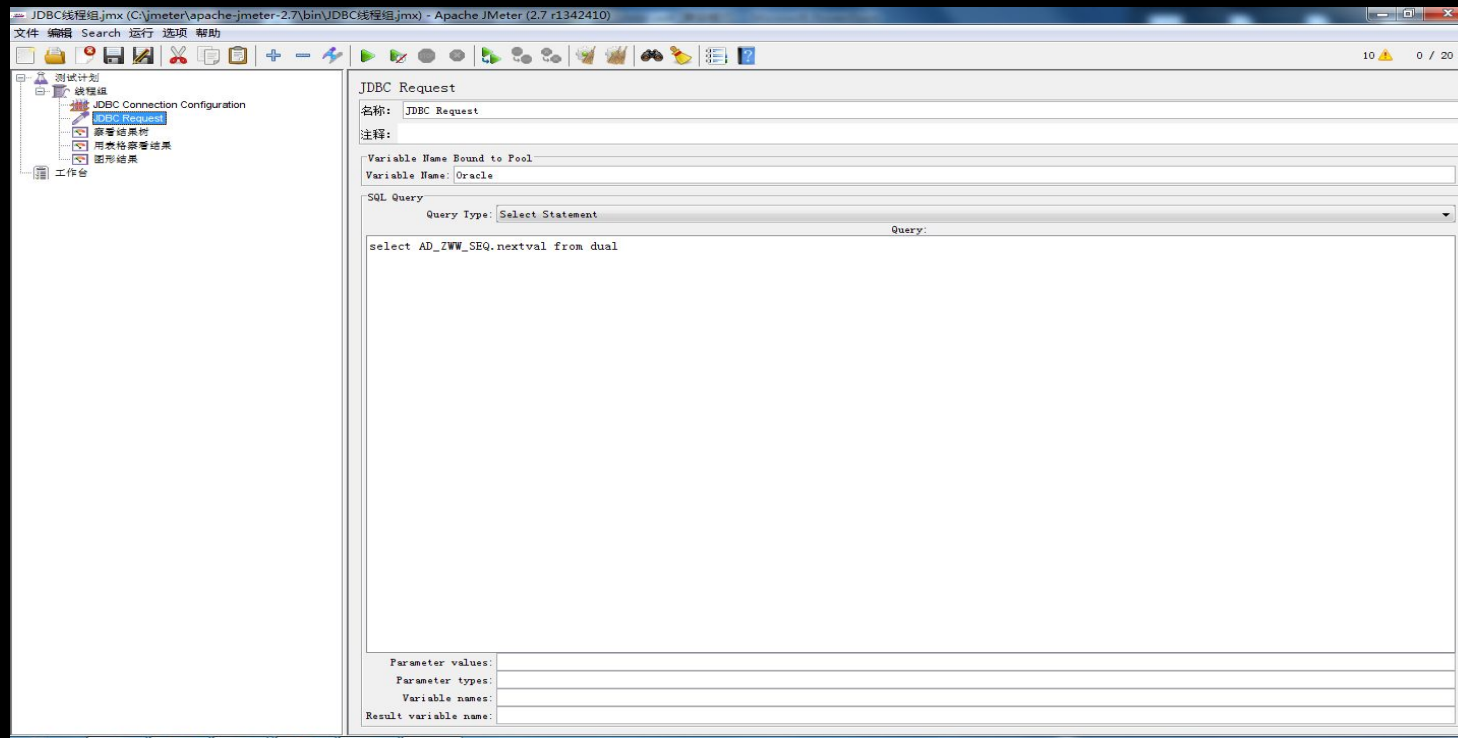 JDBC线程组.jmx (C:\jmeter\apache-jmeter-2.7\bin\JDBC线程组.jmx) - Apache JMeter (2.7 r1342410)
文件 编辑 Search 运行 选项 帮助
10 0 / 20
测试计划
线程组
JDBC Connection Configuration
JDBC Request
察看结果树
用表格察看结果
图形结果
工作台
JDBC Request
名称: JDBC Request
注释:
Variable Name Bound to Pool
Variable Name: Oracle
SQL Query
Query Type: Select Statement
Query:
select AD_ZWW_SEQ.nextval from dual
Parameter values:
Parameter types:
Variable names:
Result variable name: